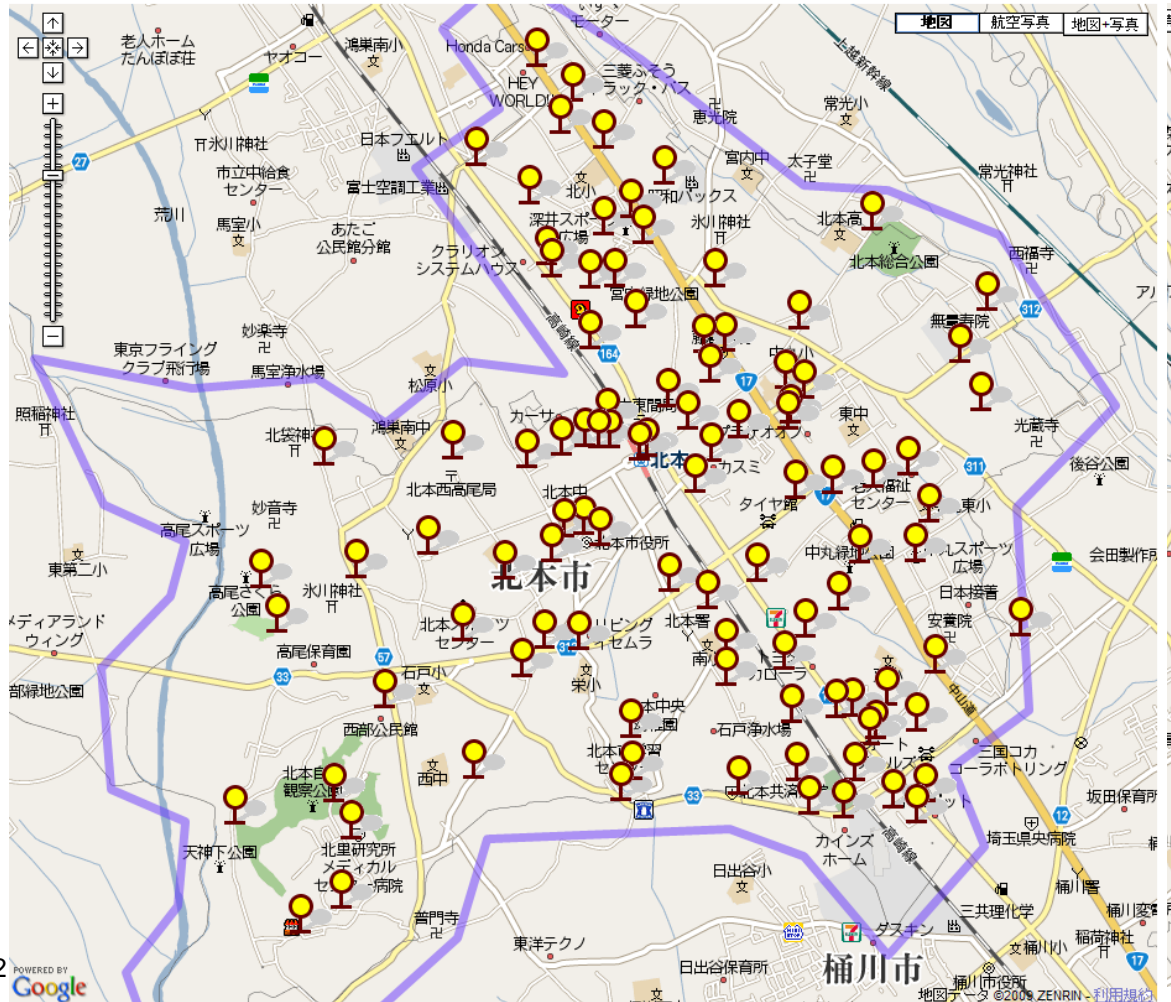 地図
航空写真
地図+写真
いすゞ
モーター
上越新幹線
老人ホーム
たんぽぽ荘
ヤオコー
鴻巣南小
Honda Cars
HEY
WORLD!
三菱ふそう
恵光院
常光小
氷川神社
日本フエルト
宮内中
太子堂
常光神社
27
市立中給食
センター
富士空調工業
北小
荒川
馬室小
あたご
公民館分館
深井スポー
広場
氷川神社
北本高
クラリオン
システムハウス
北本総合公園
西福寺
312
妙楽寺
高崎線
無量寿院
東京フライング
クラブ飛行場
馬室浄水場
164
松原小
17
照稲神社
カーサ
東中
光蔵寺
北袋神
鴻巣南中
北本
カスミ
311
後谷公園
北本西高尾局
北本中
タイヤ館
17
センター
東小
妙音寺
高尾スポーツ
広場
北本市役所
会田製作所
東第二小
北本市
スポーツ
広場
高尾さくら
公園
氷川神社
日本接着
メディアランド
ウィング
センター
北本署
安養院
高尾保育園
57
33
石戸小
栄小
カローラ
中山道
部緑地公園
西部公民館
石戸浄水場
三国コカ
コーラボトリング
西中
北本自
観察公
33
坂田保育所
12
天神下公園
北里研究所
メディカル
病院
カインズ
ホーム
高崎線
埼玉県央病院
日出谷小
桶川署
普門寺
三共理化学
桶川変電
東洋テクノ
ダスキン
桶川小
稲荷神社
日出谷保育所
桶川市
17
桶川市役所
POWERED BY
Google
地図データ ©2009 ZENRIN - 利用規約